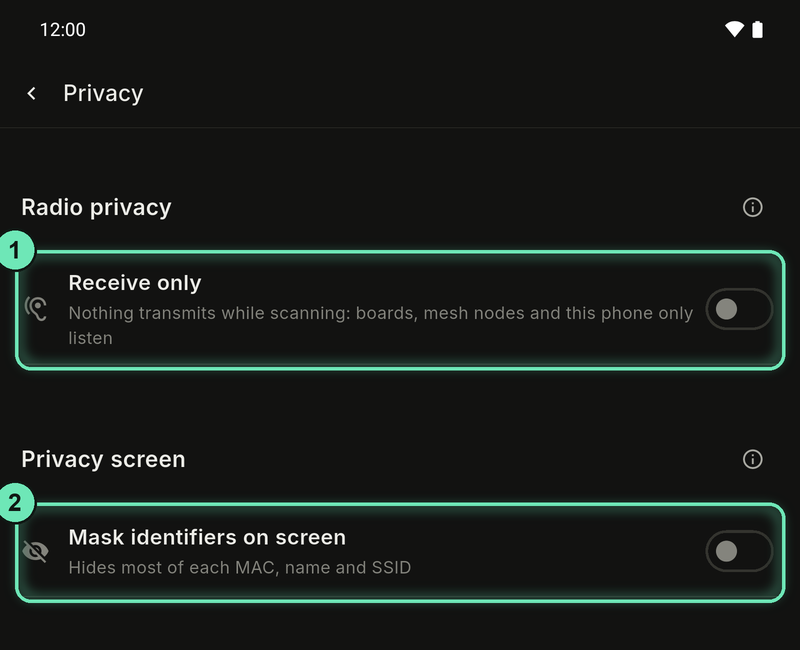 12:00
Privacy
Radio privacy
1
Receive only
Nothing transmits while scanning: boards, mesh nodes and this phone only
listen
Privacy screen
2
Mask identifiers on screen
Hides most of each MAC, name and SSID